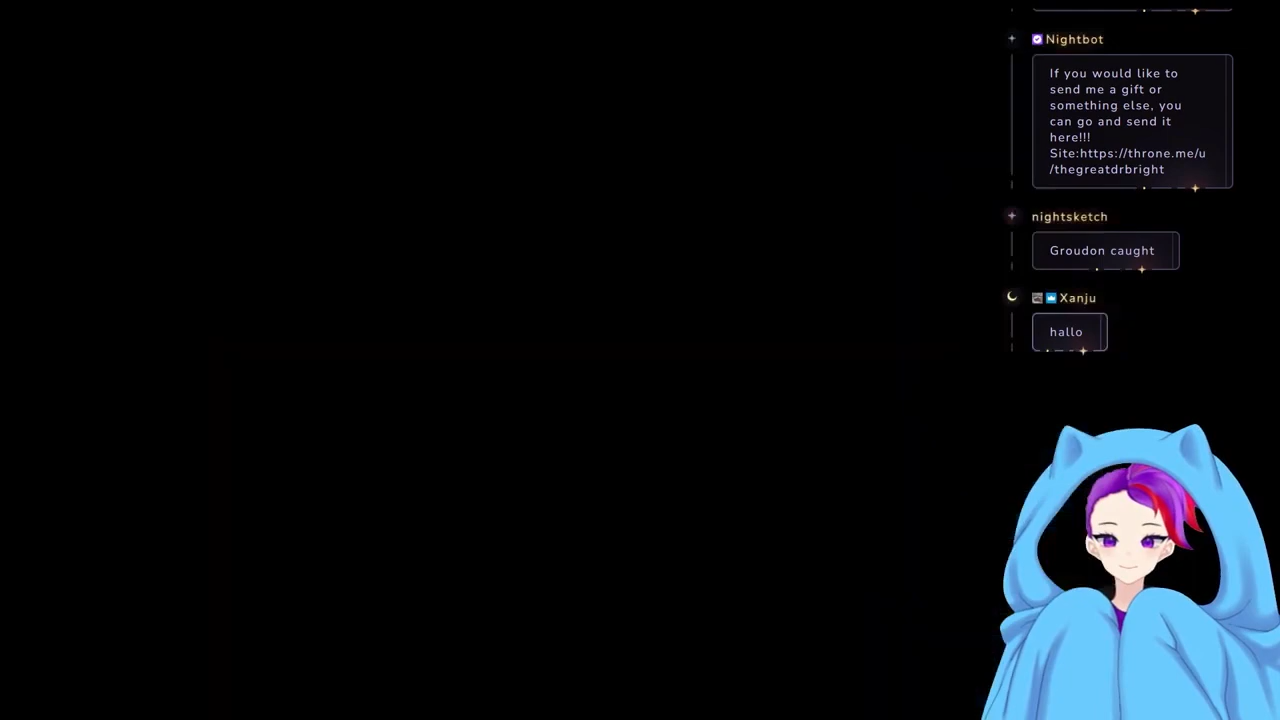 Nightbot
If you would like to
send me a gift or
something else, you
can go and send it
here!!!
Site:https://throne.me/u
/thegreatdrbright
nightsketch
Groudon caught
Xanju
hallo